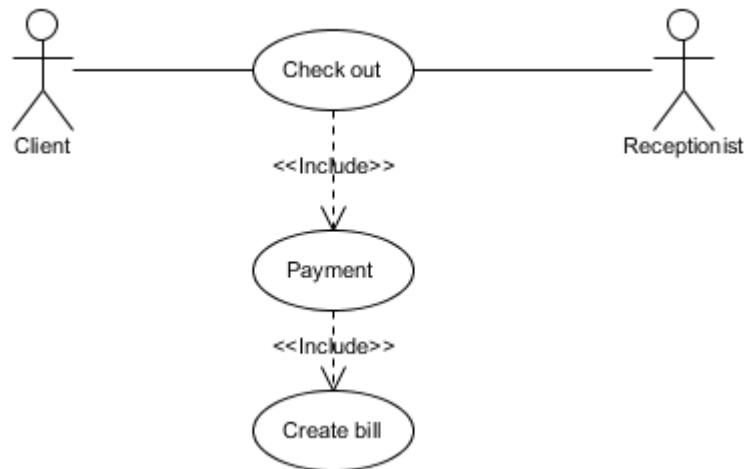 Check out
Client
Receptionist
<<Include>>
Payment
<<Include>>
Create bill